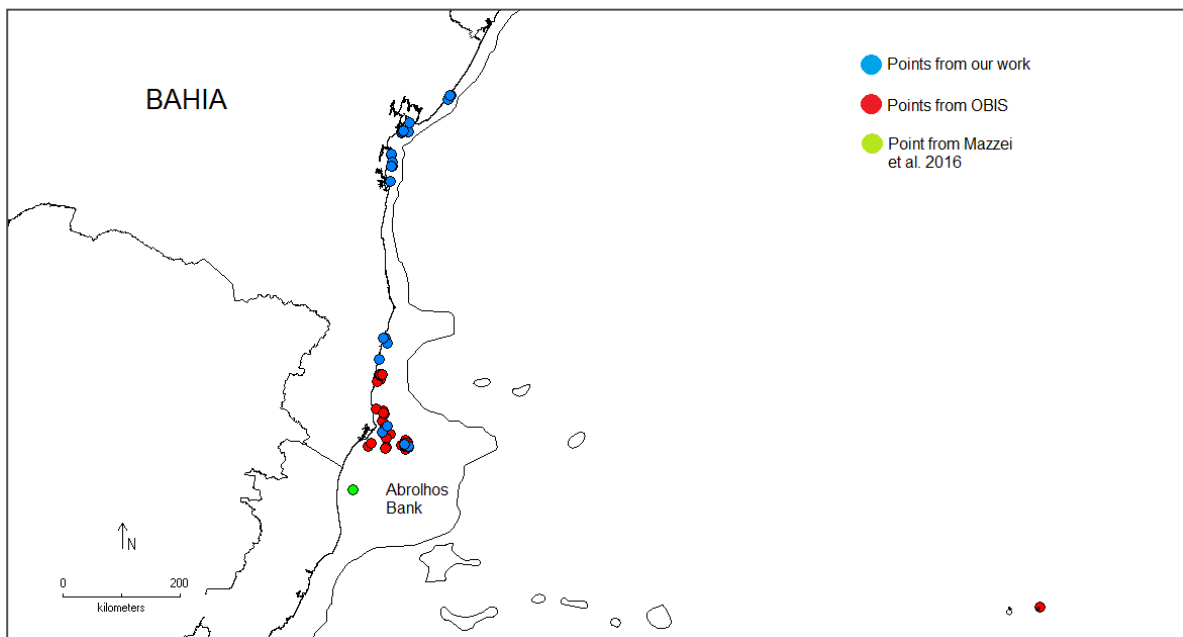 BAHIA
Points from our work
Points from OBIS
Point from Mazzei
et al. 2016
Abrolhos
Bank
N
0 200
kilometers